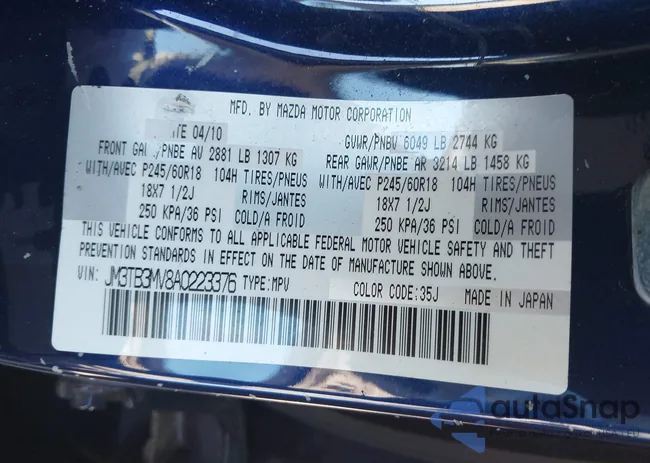 MFD. BY MAZDA MOTOR CORPORATION
TE 04/10 GVWR/PNBV 6049 LB 2744 KG
FRONT PNBE AV 2881 LB 1307 KG REAR GAWR/PNBE AR 3214 LB 1458 KG
WITH/AVEC P245/60R18 104H TIRES/PNEUS WITH/AVEC P245/60R18 104H TIRES/PNEUS
18X7 1/2J RIMS/JANTES 18X7 1/2J RIMS/JANTES
250 KPA/36 PSI COLD/A FROID 250 KPA/36 PSI COLD/A FROID
THIS VEHICLE CONFORMS TO ALL APPLICABLE FEDERAL MOTOR VEHICLE SAFETY AND THEFT
PREVENTION STANDARDS IN EFFECT ON THE DATE OF MANUFACTURE SHOWN ABOVE.
VIN: JM3TB3MV8A0223376 TYPE:MPV COLOR CODE:35J MADE IN JAPAN
autoSnap